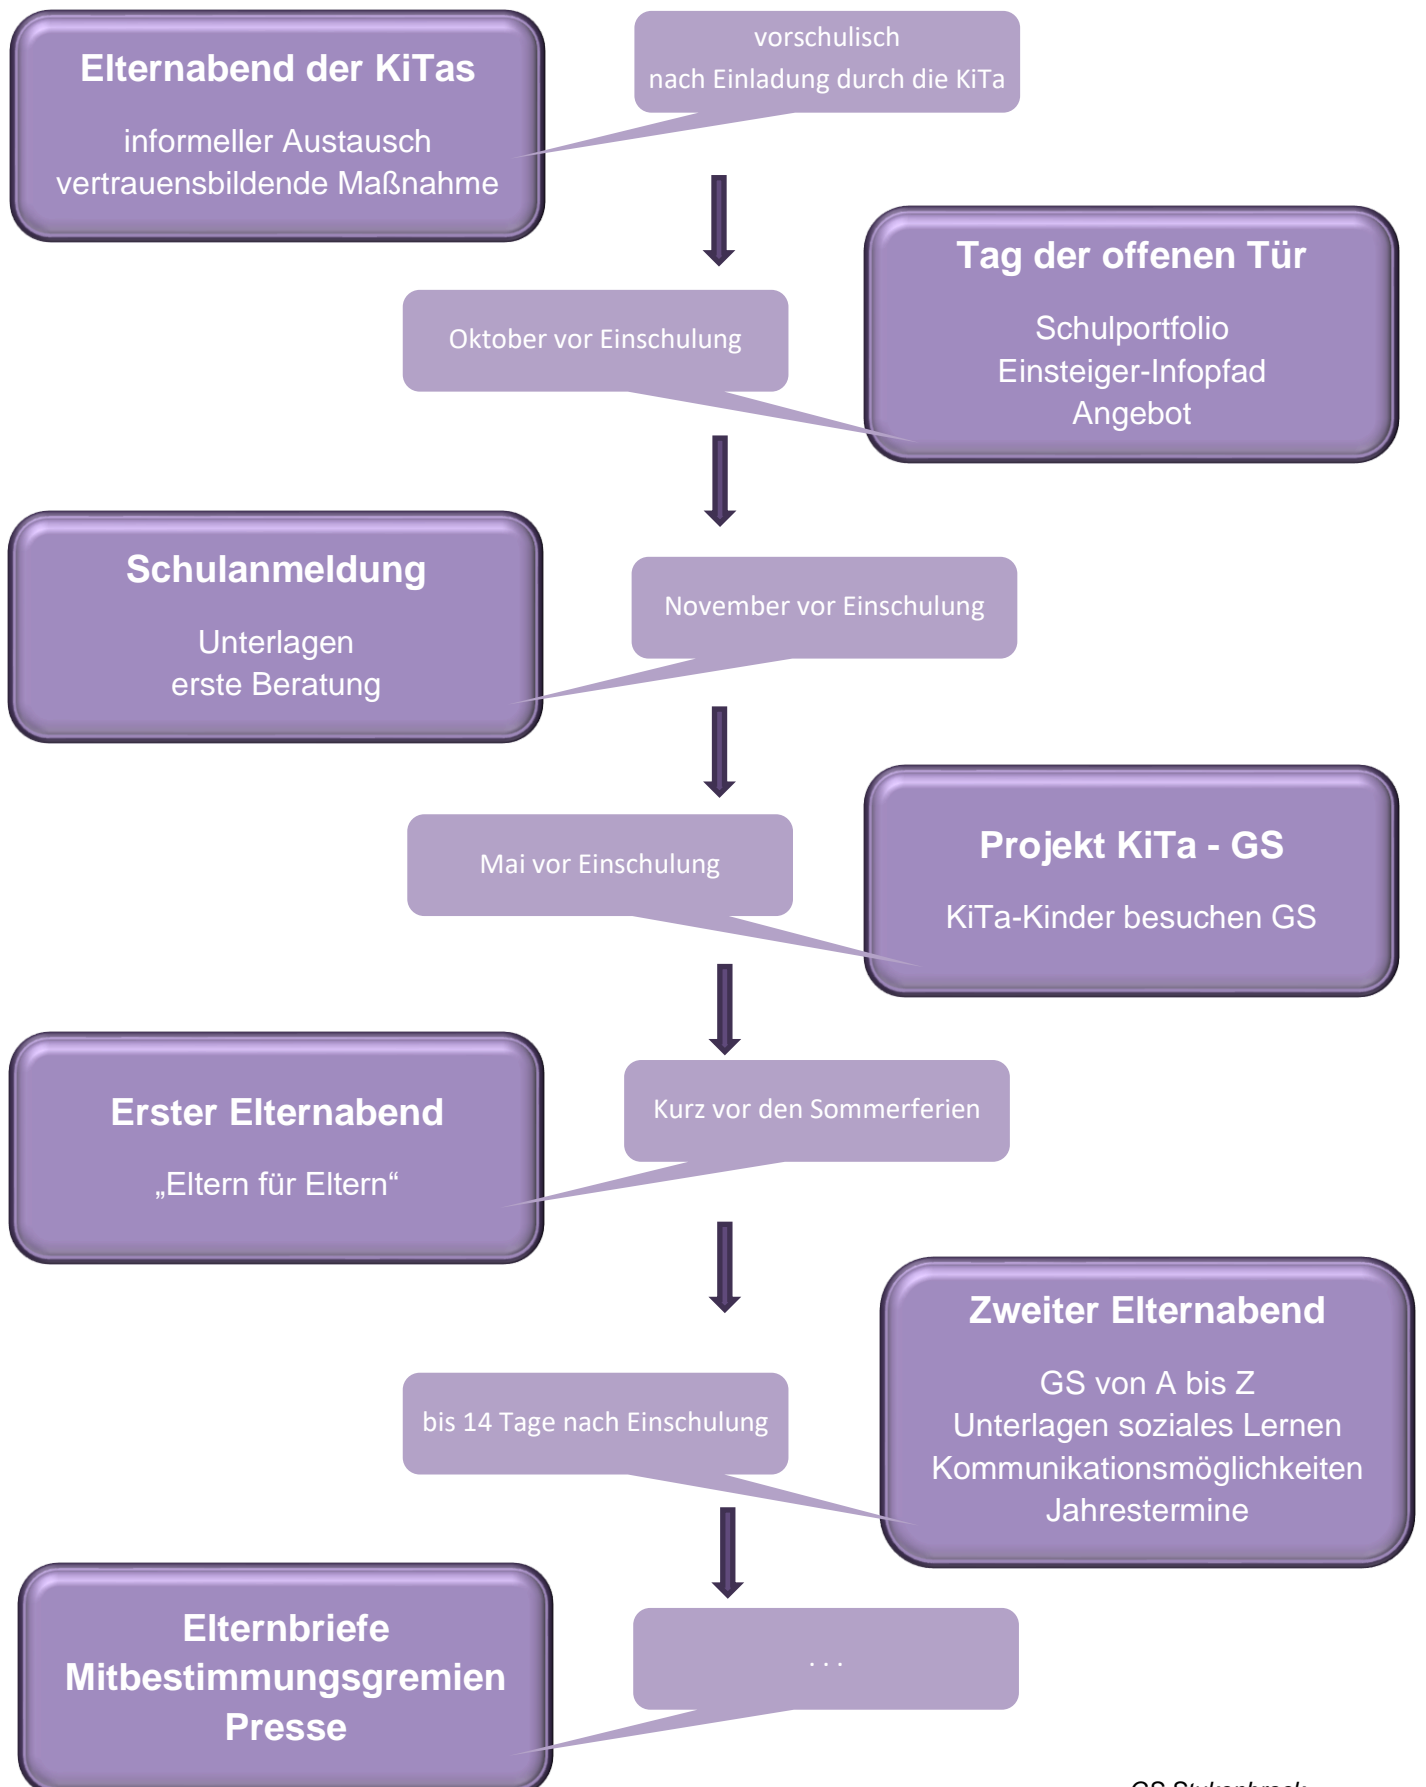 Elternabend der KiTas
informeller Austausch
vertrauensbildende Maßnahme
vorschulisch
nach Einladung durch die KiTa
Tag der offenen Tür
Schulportfolio
Einsteiger-Infopfad
Angebot
Oktober vor Einschulung
Schulanmeldung
Unterlagen
erste Beratung
November vor Einschulung
Projekt KiTa - GS
KiTa-Kinder besuchen GS
Mai vor Einschulung
Erster Elternabend
„Eltern für Eltern“
Kurz vor den Sommerferien
Zweiter Elternabend
GS von A bis Z
Unterlagen soziales Lernen
Kommunikationsmöglichkeiten
Jahrestermine
bis 14 Tage nach Einschulung
Elternbriefe
Mitbestimmungsgremien
Presse
. . .
GS Stukenbrock